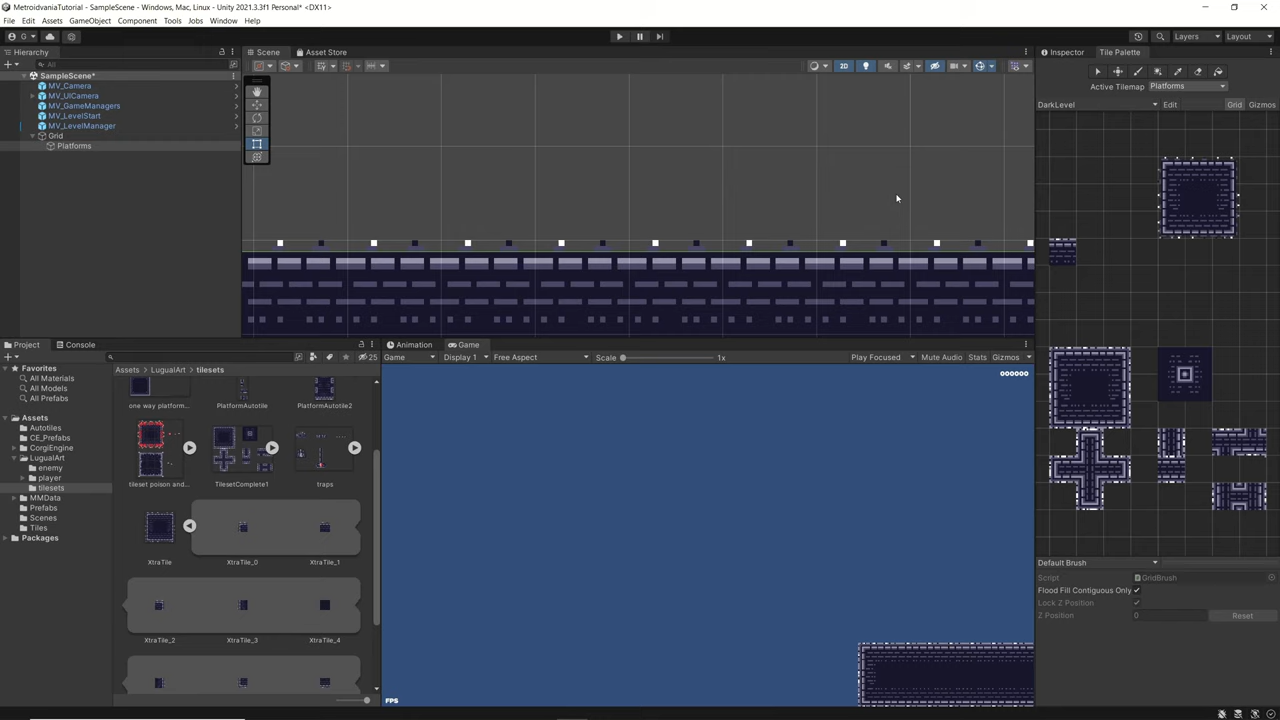 MetroidvaniaTutorial - SampleScene - Windows, Mac, Linux - Unity 2021.3.3f1 Personal* <DX11>
File Edit Assets GameObject Component Tools Jobs Window Help
G Layers Layout
Hierarchy Scene Asset Store Inspector Tile Palette
All 2D
SampleScene*
MV_Camera
MV_UICamera
MV_GameManagers
MV_LevelStart
MV_LevelManager
Grid
Platforms
Active Tilemap Platforms
DarkLevel Edit Grid Gizmos
Project Console Animation Game
25 Game Display 1 Free Aspect Scale 1x Play Focused Mute Audio Stats Gizmos
Favorites
All Materials
All Models
All Prefabs
Assets
Autotiles
CE_Prefabs
CorgiEngine
LugualArt
enemy
player
tilesets
MMData
Prefabs
Scenes
Tiles
Packages
Assets LugualArt tilesets
one way platform... PlatformAutotile PlatformAutotile2
tileset poison and... TilesetComplete1 traps
XtraTile XtraTile_0 XtraTile_1
XtraTile_2 XtraTile_3 XtraTile_4
000000
FPS
Default Brush
Script GridBrush
Flood Fill Contiguous Only
Lock Z Position
Z Position 0 Reset